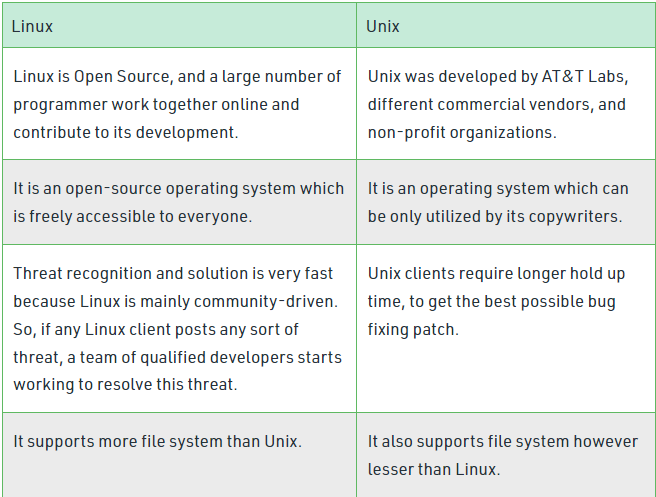 Linux
Unix
Linux is Open Source, and a large number of
programmer work together online and
contribute to its development.
Unix was developed by AT&T Labs,
different commercial vendors, and
non-profit organizations.
It is an open-source operating system which
is freely accessible to everyone.
It is an operating system which can
be only utilized by its copywriters.
Threat recognition and solution is very fast
because Linux is mainly community-driven.
So, if any Linux client posts any sort of
threat, a team of qualified developers starts
working to resolve this threat.
Unix clients require longer hold up
time, to get the best possible bug
fixing patch.
It supports more file system than Unix.
It also supports file system however
lesser than Linux.